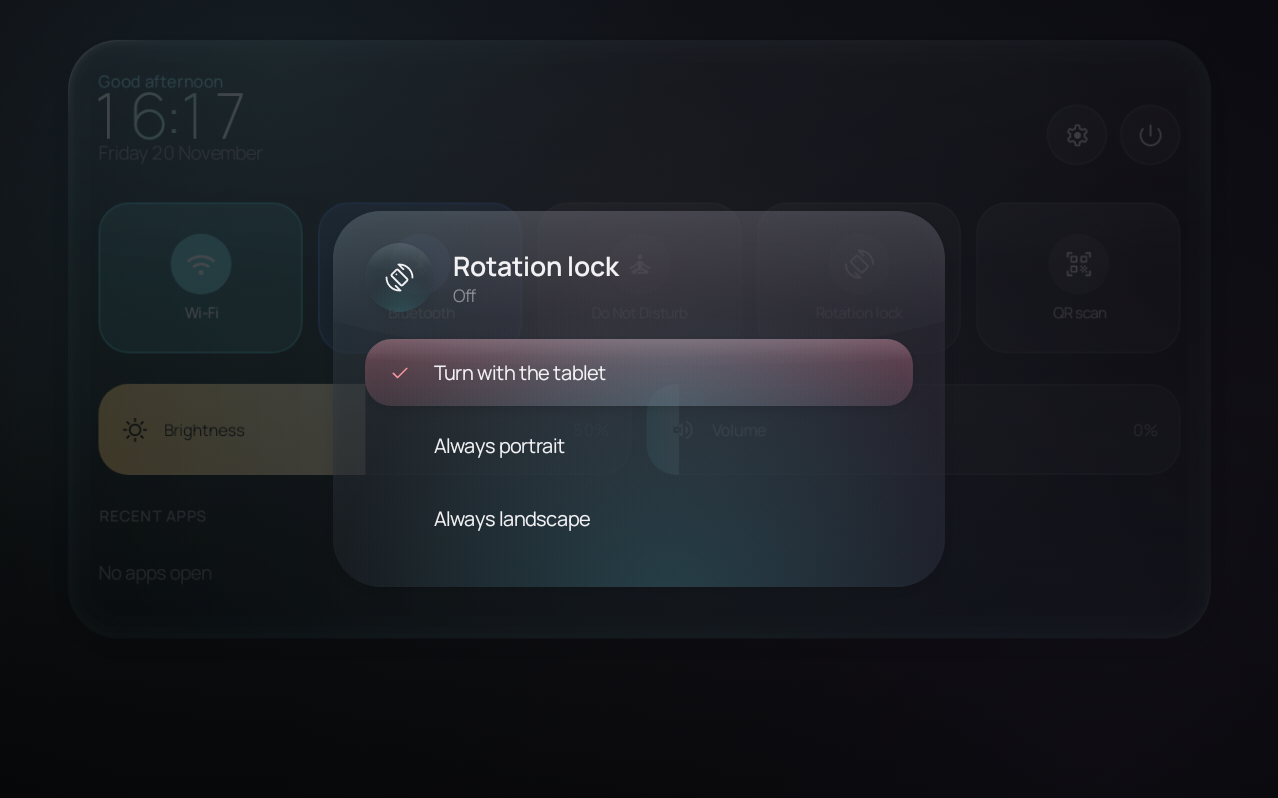 Good afternoon
16:17
Friday 20 November
Rotation lock
Off
Wi-Fi
Bluetooth
Do Not Disturb
Rotation lock
QR scan
Turn with the tablet
Brightness
50%
Volume
0%
Always portrait
RECENT APPS
Always landscape
No apps open